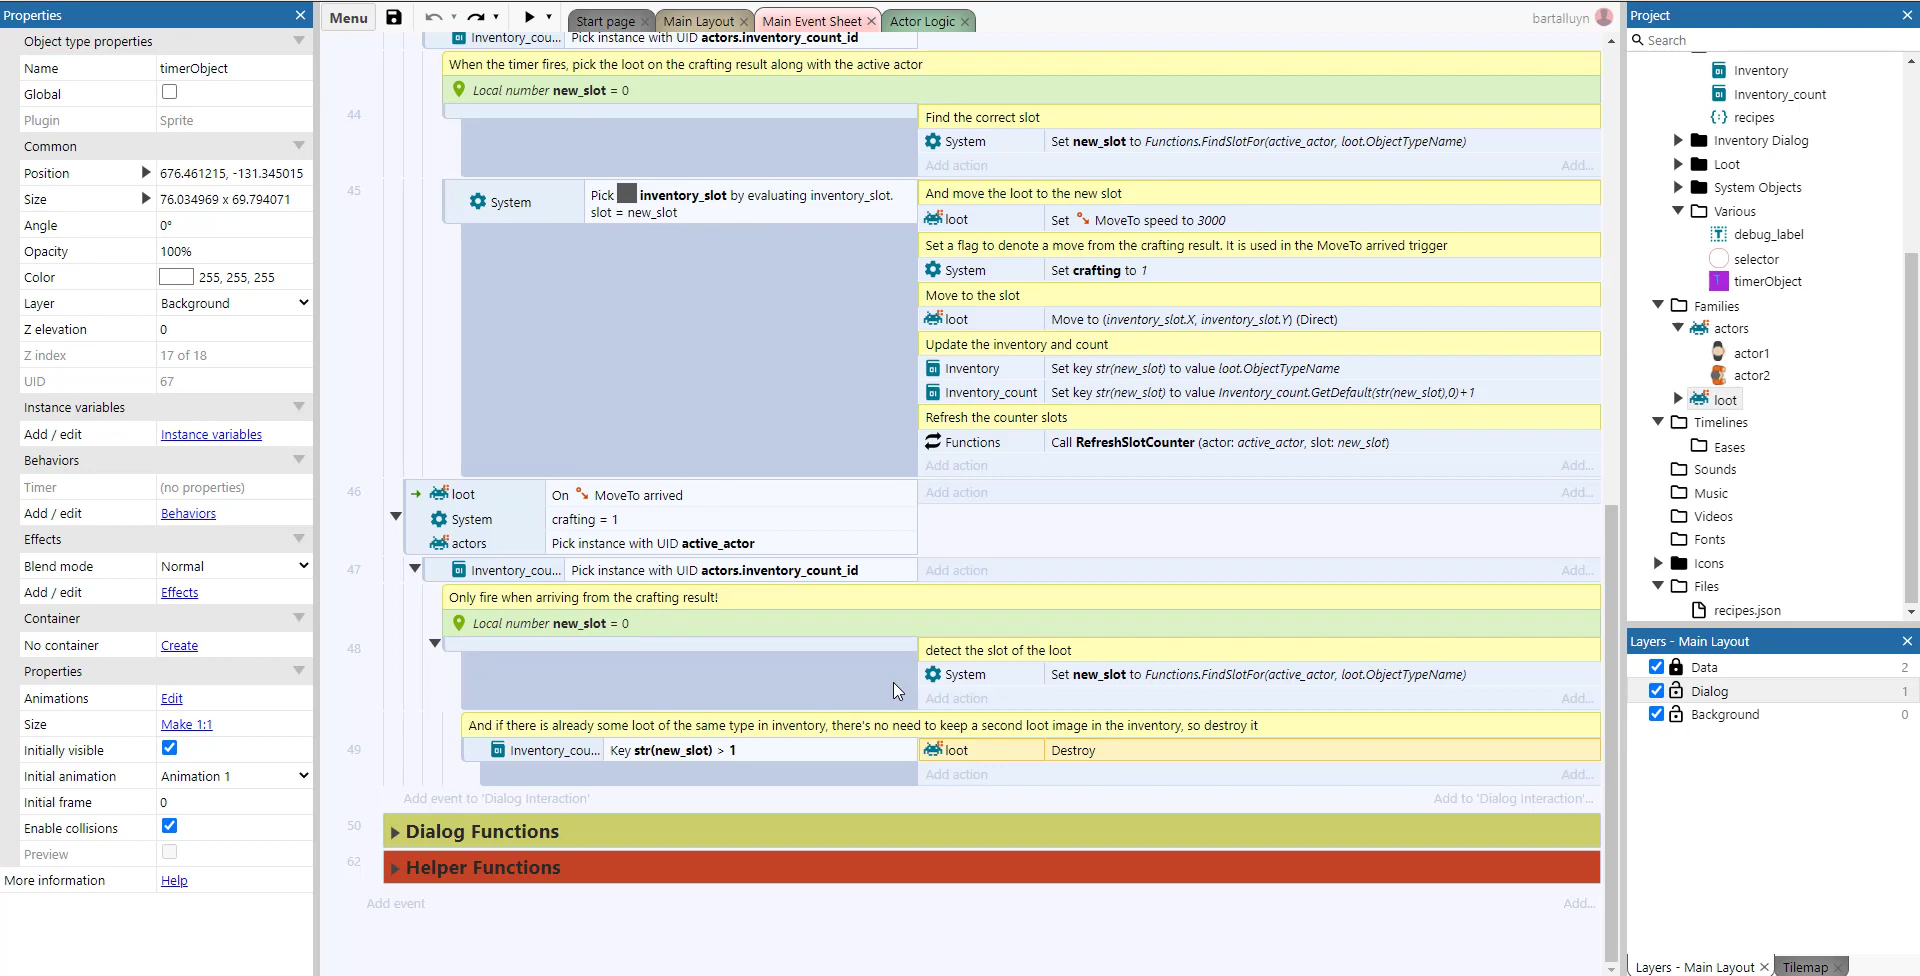 Properties
Object type properties
Name timerObject
Global
Plugin Sprite
Common
Position 676.461215, -131.345015
Size 76.034969 x 69.794071
Angle 0°
Opacity 100%
Color 255, 255, 255
Layer Background
Z elevation 0
Z index 17 of 18
UID 67
Instance variables
Add / edit Instance variables
Behaviors
Timer (no properties)
Add / edit Behaviors
Effects
Blend mode Normal
Add / edit Effects
Container
No container Create
Properties
Animations Edit
Size Make 1:1
Initially visible
Initial animation Animation 1
Initial frame 0
Enable collisions
Preview
More information Help
Menu
Start page Main Layout Main Event Sheet Actor Logic
bartalluyn
Inventory_cou... Pick instance with UID actors.inventory_count_id
When the timer fires, pick the loot on the crafting result along with the active actor
Local number new_slot = 0
44 Find the correct slot
System Set new_slot to Functions.FindSlotFor(active_actor, loot.ObjectTypeName)
Add action Add...
45 System Pick inventory_slot by evaluating inventory_slot.
slot = new_slot
And move the loot to the new slot
loot Set MoveTo speed to 3000
Set a flag to denote a move from the crafting result. It is used in the MoveTo arrived trigger
System Set crafting to 1
Move to the slot
loot Move to (inventory_slot.X, inventory_slot.Y) (Direct)
Update the inventory and count
Inventory Set key str(new_slot) to value loot.ObjectTypeName
Inventory_count Set key str(new_slot) to value Inventory_count.GetDefault(str(new_slot),0)+1
Refresh the counter slots
Functions Call RefreshSlotCounter (actor: active_actor, slot: new_slot)
Add action Add...
46 loot On MoveTo arrived Add action Add...
System crafting = 1
actors Pick instance with UID active_actor
47 Inventory_cou... Pick instance with UID actors.inventory_count_id Add action Add...
Only fire when arriving from the crafting result!
Local number new_slot = 0
48 detect the slot of the loot
System Set new_slot to Functions.FindSlotFor(active_actor, loot.ObjectTypeName)
Add action Add...
And if there is already some loot of the same type in inventory, there's no need to keep a second loot image in the inventory, so destroy it
49 Inventory_cou... Key str(new_slot) > 1 loot Destroy
Add action Add...
Add event to 'Dialog Interaction' Add to 'Dialog Interaction'...
50 Dialog Functions
62 Helper Functions
Add event Add...
Project
Search
Inventory
Inventory_count
recipes
Inventory Dialog
Loot
System Objects
Various
debug_label
selector
timerObject
Families
actors
actor1
actor2
loot
Timelines
Eases
Sounds
Music
Videos
Fonts
Icons
Files
recipes.json
Layers - Main Layout
Data 2
Dialog 1
Background 0
Layers - Main Layout Tilemap